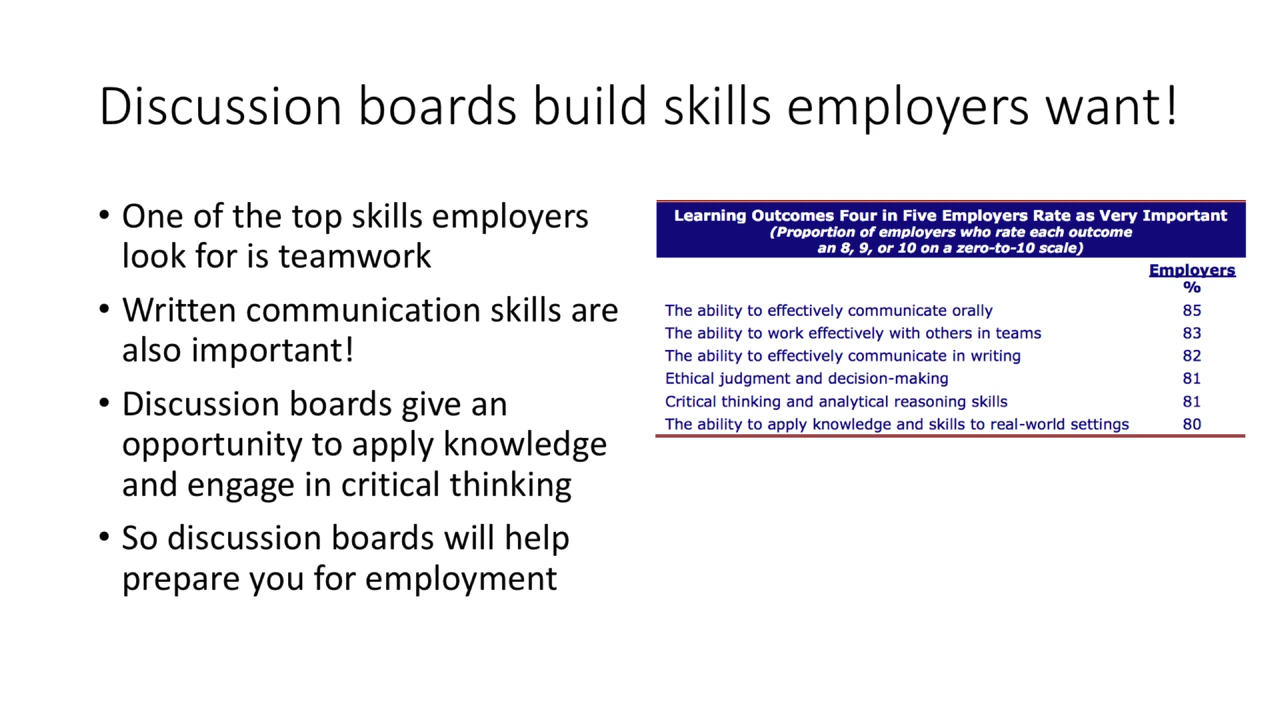 Discussion boards build skills employers want!
• One of the top skills employers
look for is teamwork
• Written communication skills are
also important!
• Discussion boards give an
opportunity to apply knowledge
and engage in critical thinking
• So discussion boards will help
prepare you for employment
Learning Outcomes Four in Five Employers Rate as Very Important
(Proportion of employers who rate each outcome
an 8, 9, or 10 on a zero-to-10 scale)
Employers
%
The ability to effectively communicate orally 85
The ability to work effectively with others in teams 83
The ability to effectively communicate in writing 82
Ethical judgment and decision-making 81
Critical thinking and analytical reasoning skills 81
The ability to apply knowledge and skills to real-world settings 80